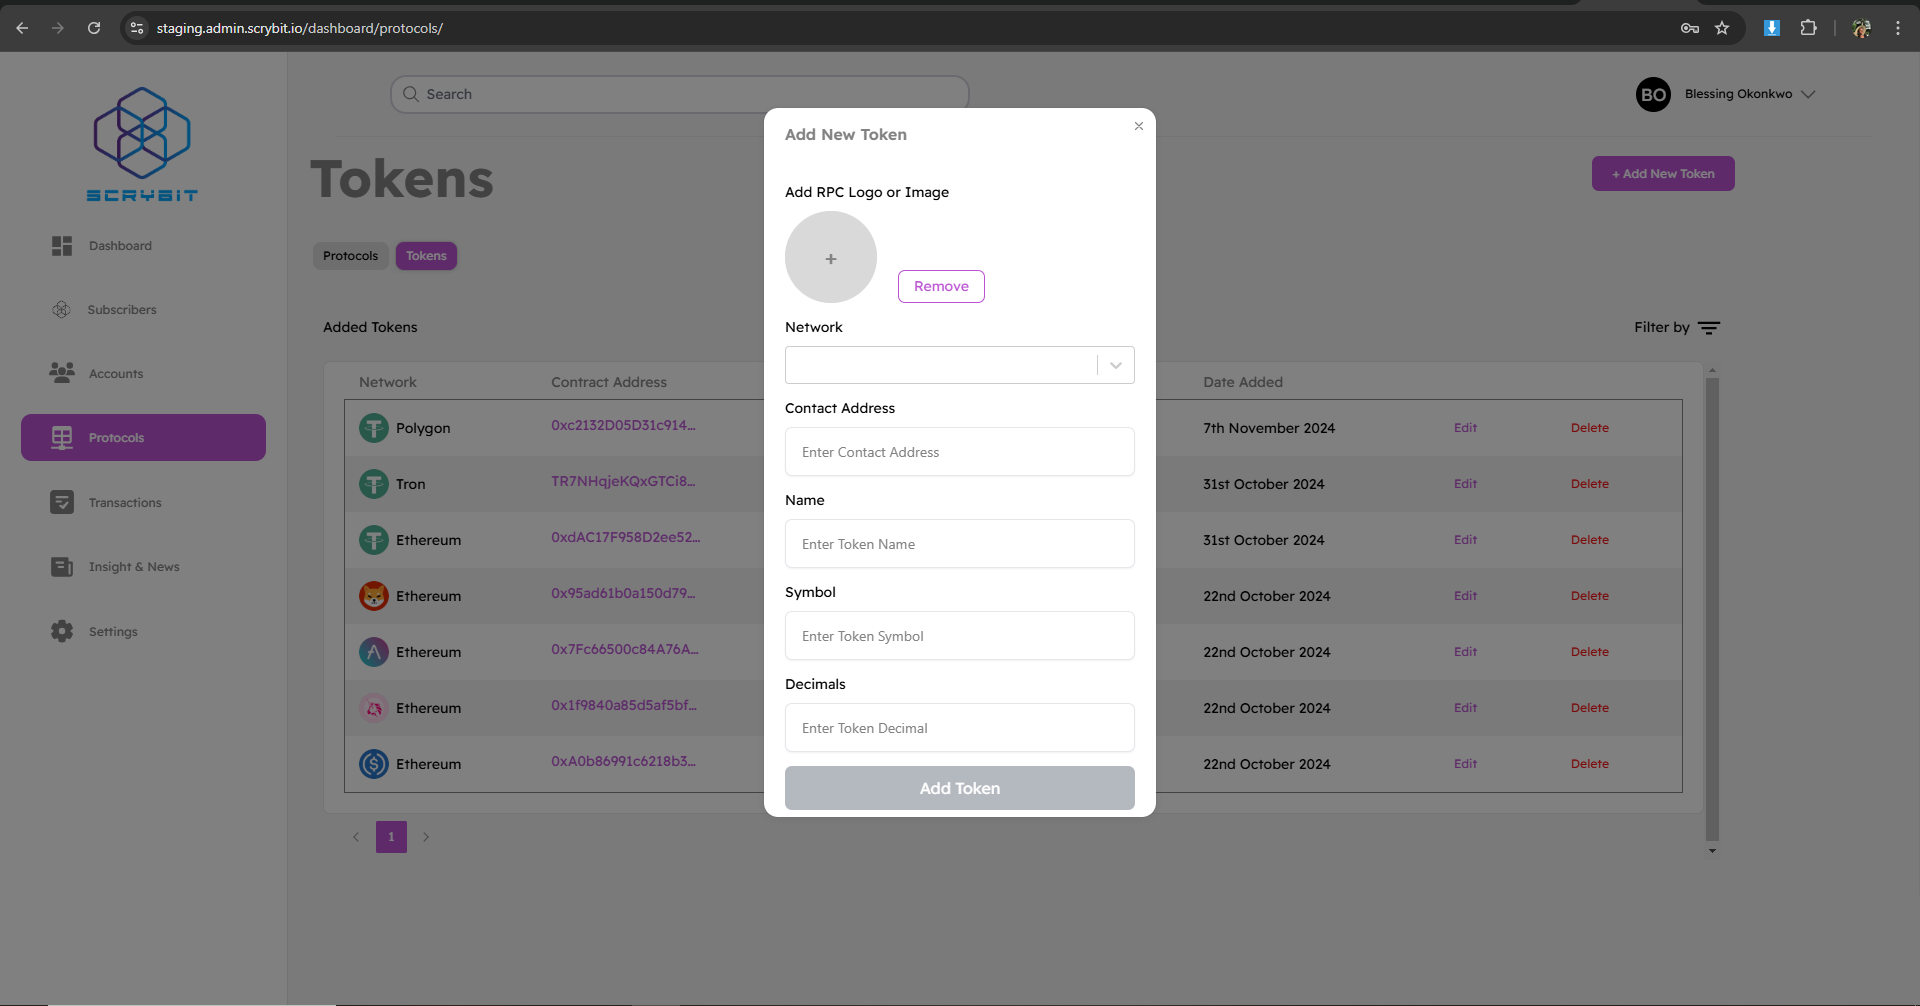 staging.admin.scrybit.io/dashboard/protocols/
SCRYBIT
Search
BO Blessing Okonkwo
Tokens
+ Add New Token
Dashboard
Subscribers
Accounts
Protocols
Transactions
Insight & News
Settings
Protocols Tokens
Added Tokens
Filter by
Network Contract Address Date Added
Polygon 0xc2132D05D31c914... 7th November 2024 Edit Delete
Tron TR7NHqjeKQxGTCi8... 31st October 2024 Edit Delete
Ethereum 0xdAC17F958D2ee52... 31st October 2024 Edit Delete
Ethereum 0x95ad61b0a150d79... 22nd October 2024 Edit Delete
Ethereum 0x7Fc66500c84A76A... 22nd October 2024 Edit Delete
Ethereum 0x1f9840a85d5af5bf... 22nd October 2024 Edit Delete
Ethereum 0xA0b86991c6218b3... 22nd October 2024 Edit Delete
1
Add New Token
Add RPC Logo or Image
+
Remove
Network
Contact Address
Enter Contact Address
Name
Enter Token Name
Symbol
Enter Token Symbol
Decimals
Enter Token Decimal
Add Token